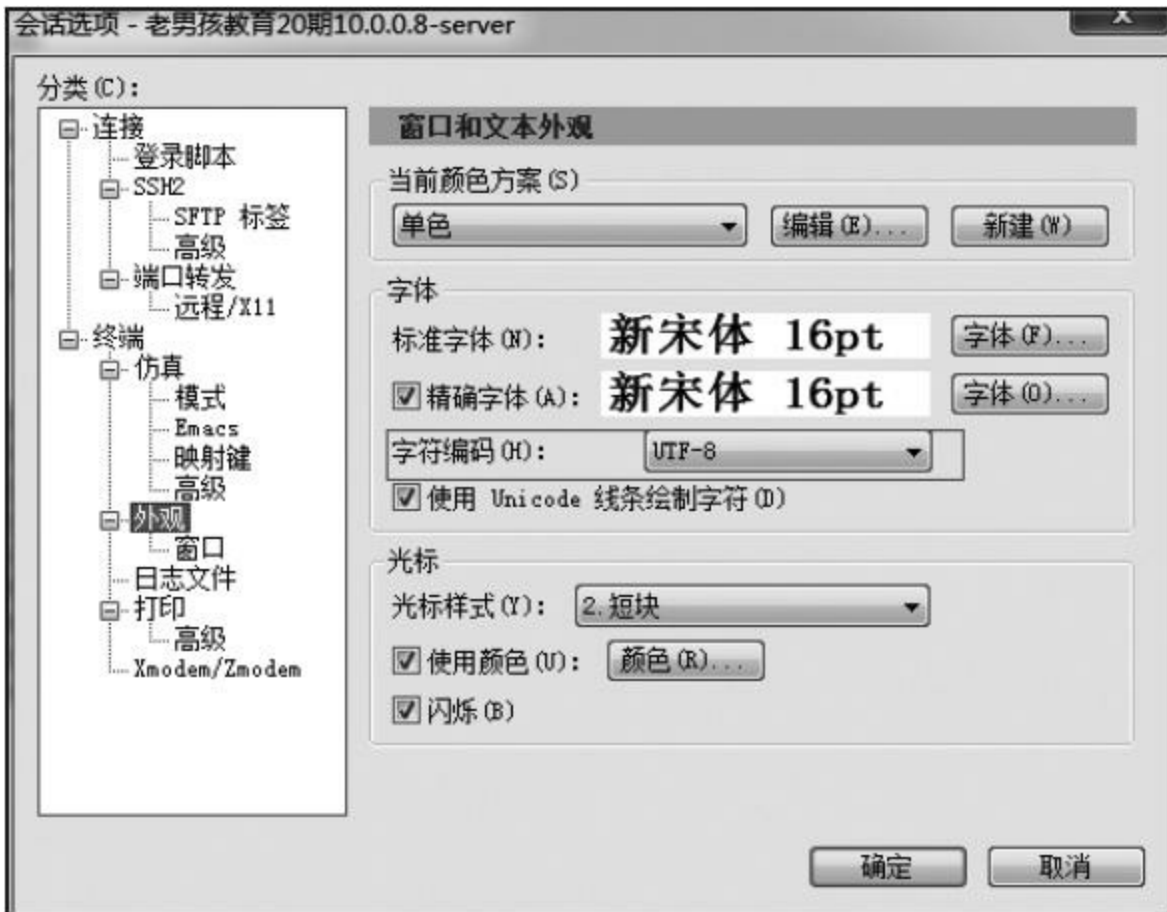 会话选项 - 老男孩教育20期10.0.0.8-server
X
分类(C):
连接
登录脚本
SSH2
SFTP 标签
高级
端口转发
远程/X11
终端
仿真
模式
Emacs
映射键
高级
外观
窗口
日志文件
打印
高级
Xmodem/Zmodem
窗口和文本外观
当前颜色方案(S)
单色 编辑(E)... 新建(W)
字体
标准字体(N): 新宋体 16pt 字体(F)...
精确字体(A): 新宋体 16pt 字体(O)...
字符编码(H): UTF-8
使用 Unicode 线条绘制字符(D)
光标
光标样式(Y): 2.短块
使用颜色(U): 颜色(R)...
闪烁(B)
确定 取消